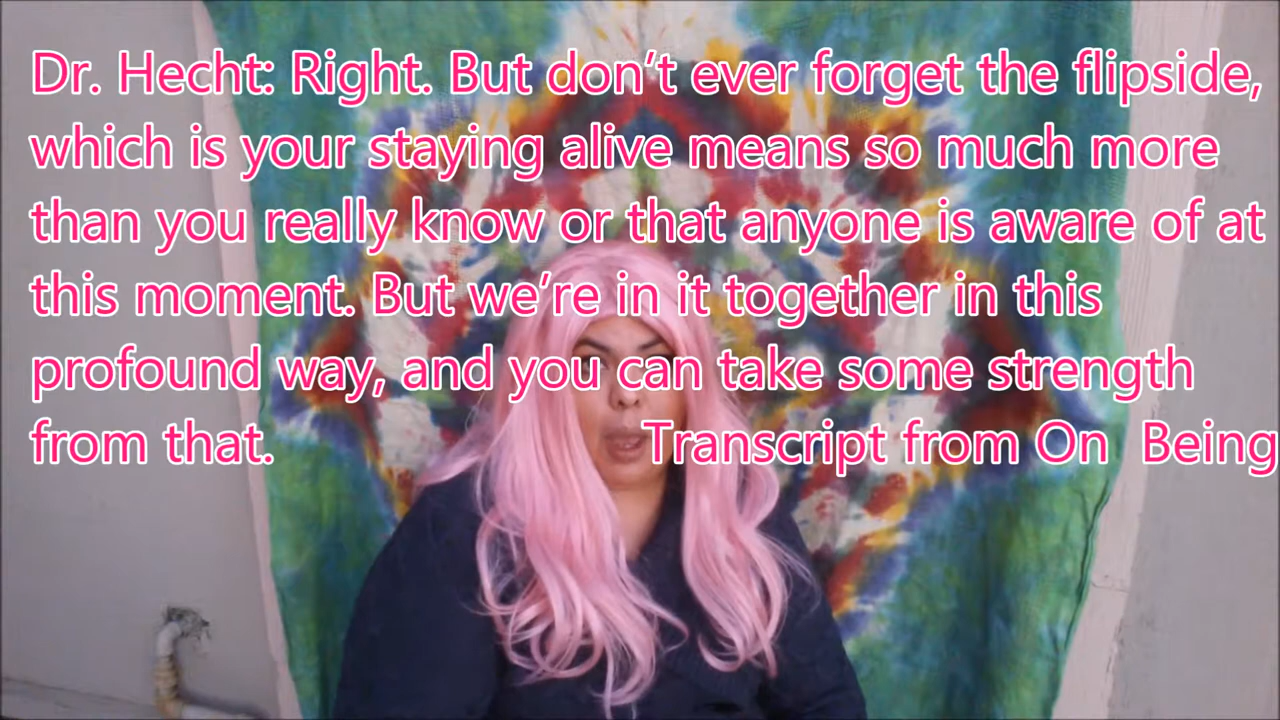 Dr. Hecht: Right. But don’t ever forget the flipside,
which is your staying alive means so much more
than you really know or that anyone is aware of at
this moment. But we’re in it together in this
profound way, and you can take some strength
from that. Transcript from On Being